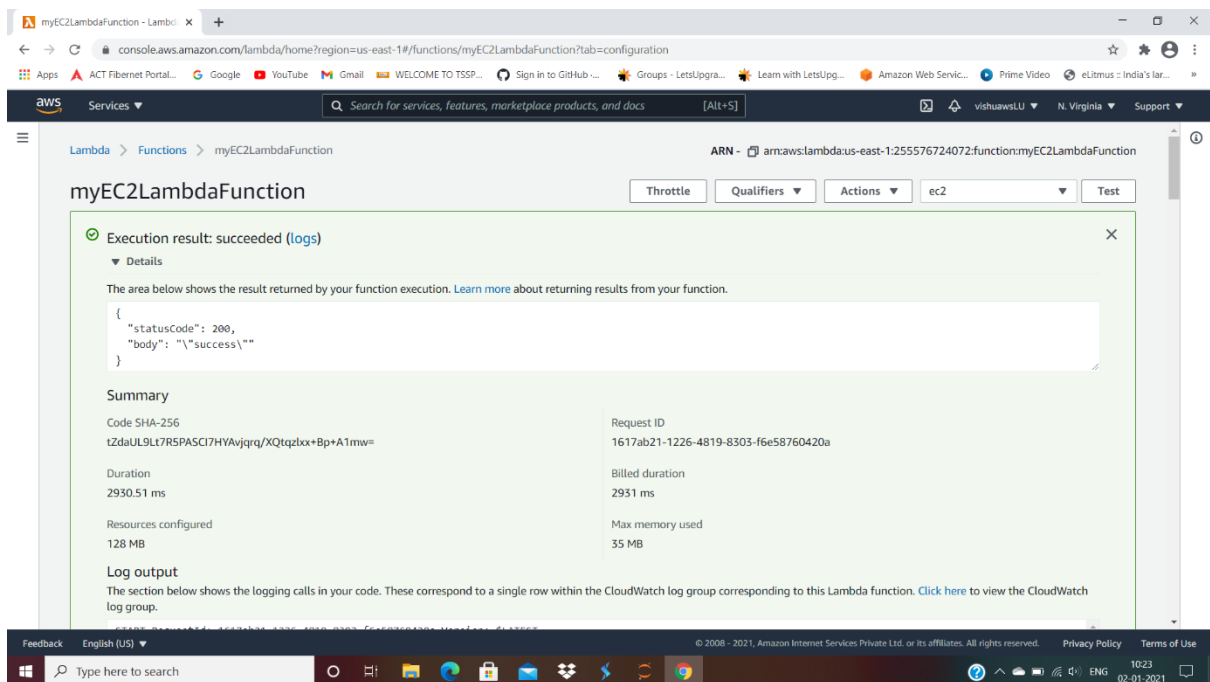 myEC2LambdaFunction - Lambd
console.aws.amazon.com/lambda/home?region=us-east-1#/functions/myEC2LambdaFunction?tab=configuration
Apps ACT Fibernet Portal... Google YouTube Gmail WELCOME TO TSSP... Sign in to GitHub ·... Groups - LetsUpgra... Learn with LetsUpg... Amazon Web Servic... Prime Video eLitmus :: India's lar... »
aws Services ▼ Search for services, features, marketplace products, and docs [Alt+S] vishuawsLU ▼ N. Virginia ▼ Support ▼
Lambda > Functions > myEC2LambdaFunction ARN - arn:aws:lambda:us-east-1:255576724072:function:myEC2LambdaFunction
myEC2LambdaFunction Throttle Qualifiers ▼ Actions ▼ ec2 ▼ Test
Execution result: succeeded (logs)
▼ Details
The area below shows the result returned by your function execution. Learn more about returning results from your function.
{
"statusCode": 200,
"body": "\"success\""
}
Summary
Code SHA-256 Request ID
tZdaUL9Lt7R5PASCI7HYAvjqrq/XQtqzlxx+Bp+A1mw= 1617ab21-1226-4819-8303-f6e58760420a
Duration Billed duration
2930.51 ms 2931 ms
Resources configured Max memory used
128 MB 35 MB
Log output
The section below shows the logging calls in your code. These correspond to a single row within the CloudWatch log group corresponding to this Lambda function. Click here to view the CloudWatch
log group.
START RequestId: 1617ab21-1226-4819-8303-f6e58760420a Version: $LATEST
Feedback English (US) ▼ © 2008 - 2021, Amazon Internet Services Private Ltd. or its affiliates. All rights reserved. Privacy Policy Terms of Use
Type here to search ENG 10:23
02-01-2021